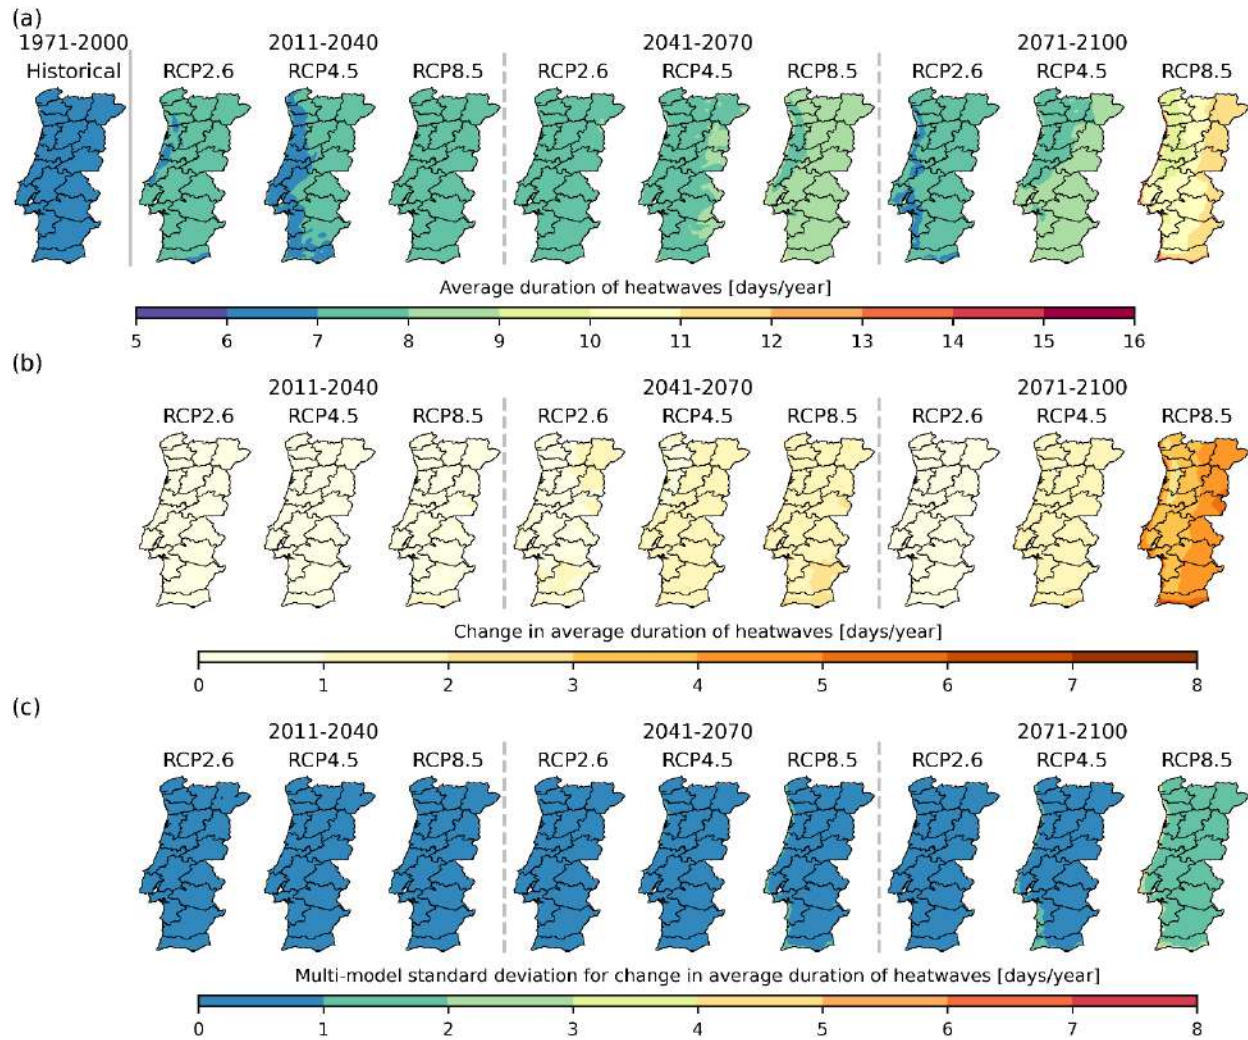 (a)
1971-2000 2011-2040 2041-2070 2071-2100
Historical RCP2.6 RCP4.5 RCP8.5 RCP2.6 RCP4.5 RCP8.5 RCP2.6 RCP4.5 RCP8.5
Average duration of heatwaves [days/year]
5 6 7 8 9 10 11 12 13 14 15 16
(b)
2011-2040 2041-2070 2071-2100
RCP2.6 RCP4.5 RCP8.5 RCP2.6 RCP4.5 RCP8.5 RCP2.6 RCP4.5 RCP8.5
Change in average duration of heatwaves [days/year]
0 1 2 3 4 5 6 7 8
(c)
2011-2040 2041-2070 2071-2100
RCP2.6 RCP4.5 RCP8.5 RCP2.6 RCP4.5 RCP8.5 RCP2.6 RCP4.5 RCP8.5
Multi-model standard deviation for change in average duration of heatwaves [days/year]
0 1 2 3 4 5 6 7 8